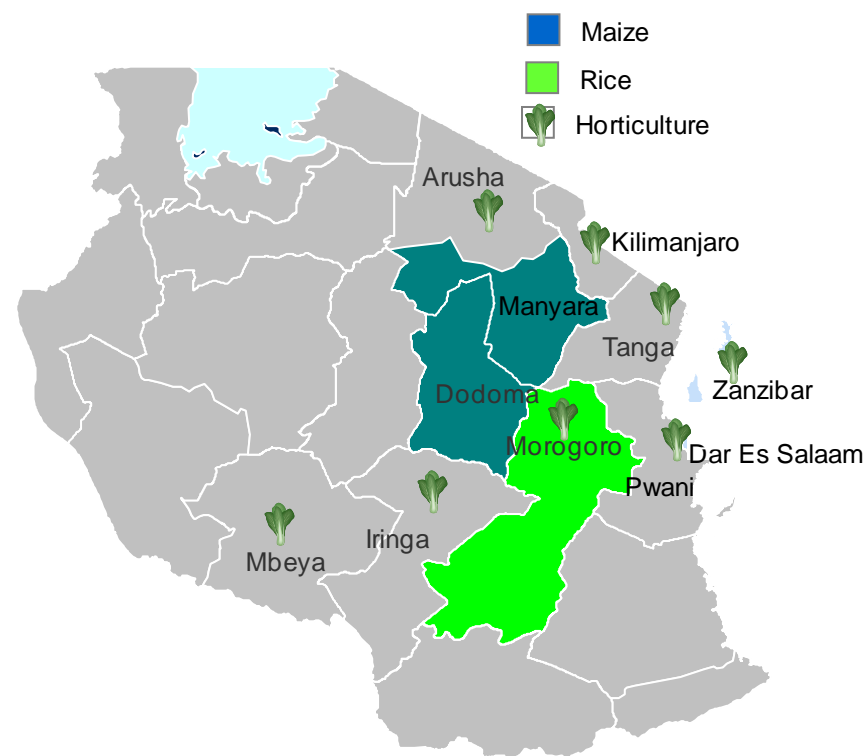 Maize
Rice
Horticulture
Arusha
Kilimanjaro
Manyara
Tanga
Zanzibar
Dodoma
Morogoro
Dar Es Salaam
Pwani
Iringa
Mbeya